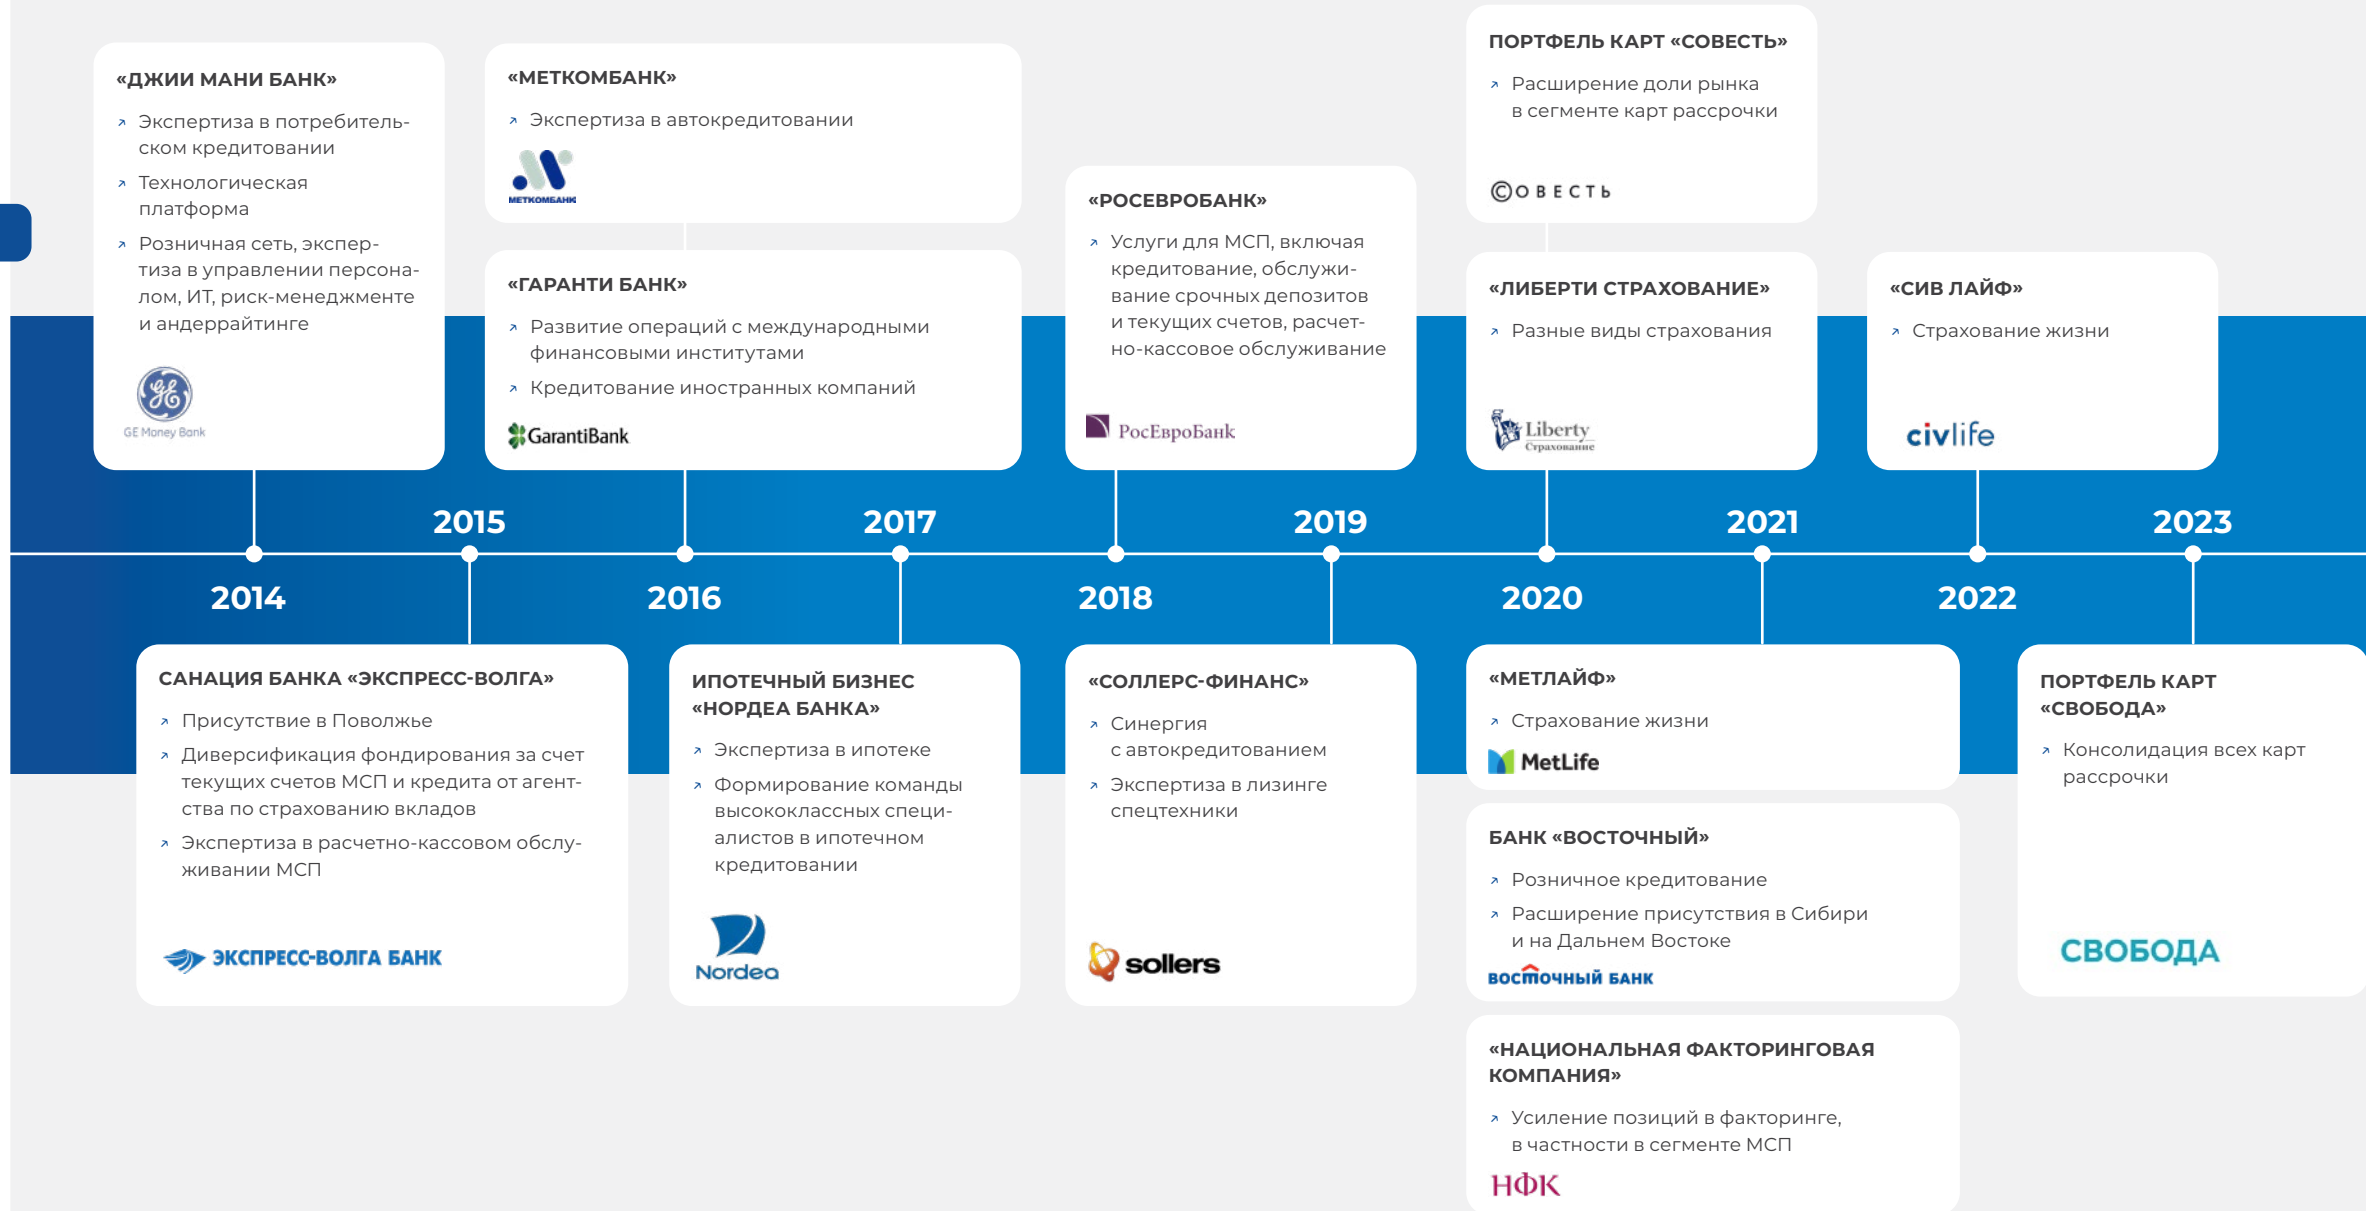 «ДЖИИ МАНИ БАНК»
Экспертиза в потребитель-
ском кредитовании
Технологическая
платформа
Розничная сеть, экспер-
тиза в управлении персона-
лом, ИТ, риск-менеджменте
и андеррайтинге
GE
GE Money Bank
«МЕТКОМБАНК»
Экспертиза в автокредитовании
МЕТКОМБАНК
«ГАРАНТИ БАНК»
Развитие операций с международными
финансовыми институтами
Кредитование иностранных компаний
GarantiBank
«РОСЕВРОБАНК»
Услуги для МСП, включая
кредитование, обслужи-
вание срочных депозитов
и текущих счетов, расчет-
но-кассовое обслуживание
РосЕвроБанк
ПОРТФЕЛЬ КАРТ «СОВЕСТЬ»
Расширение доли рынка
в сегменте карт рассрочки
СОВЕСТЬ
«ЛИБЕРТИ СТРАХОВАНИЕ»
Разные виды страхования
Liberty
Страхование
«СИВ ЛАЙФ»
Страхование жизни
civlife
2015
2017
2019
2021
2023
2014
2016
2018
2020
2022
САНАЦИЯ БАНКА «ЭКСПРЕСС-ВОЛГА»
Присутствие в Поволжье
Диверсификация фондирования за счет
текущих счетов МСП и кредита от агент-
ства по страхованию вкладов
Экспертиза в расчетно-кассовом обслу-
живании МСП
ЭКСПРЕСС-ВОЛГА БАНК
ИПОТЕЧНЫЙ БИЗНЕС
«НОРДЕА БАНКА»
Экспертиза в ипотеке
Формирование команды
высококлассных специ-
алистов в ипотечном
кредитовании
Nordea
«СОЛЛЕРС-ФИНАНС»
Синергия
с автокредитованием
Экспертиза в лизинге
спецтехники
sollers
«МЕТЛАЙФ»
Страхование жизни
MetLife
БАНК «ВОСТОЧНЫЙ»
Розничное кредитование
Расширение присутствия в Сибири
и на Дальнем Востоке
ВОСТОЧНЫЙ БАНК
«НАЦИОНАЛЬНАЯ ФАКТОРИНГОВАЯ
КОМПАНИЯ»
Усиление позиций в факторинге,
в частности в сегменте МСП
НФК
ПОРТФЕЛЬ КАРТ
«СВОБОДА»
Консолидация всех карт
рассрочки
СВОБОДА